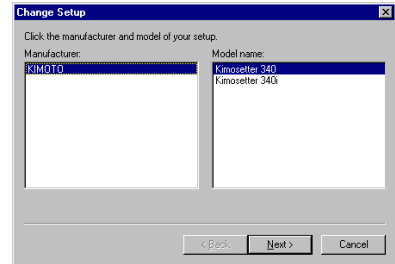 Change Setup
Click the manufacturer and model of your setup.
Manufacturer:
Model name:
KIMOTO
Kimosetter 340
Kimosetter 340i
< Back
Next >
Cancel